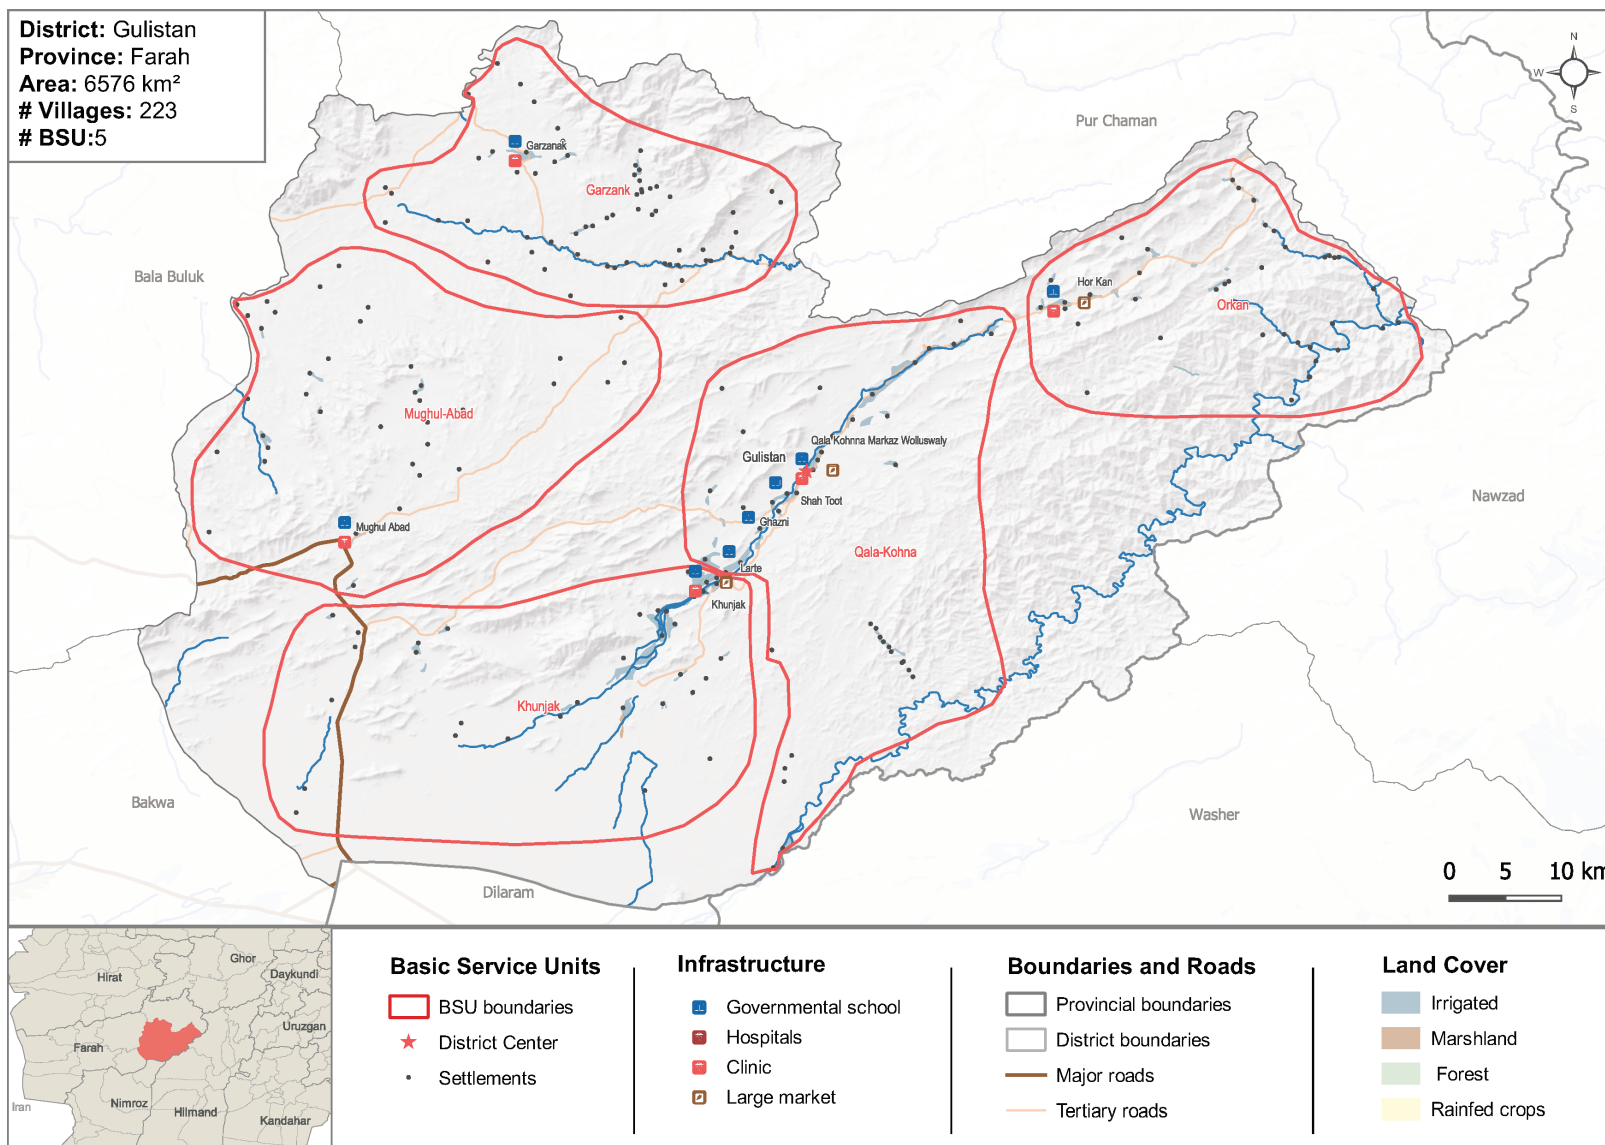 District: Gulistan
Province: Farah
Area: 6576 km²
# Villages: 223
# BSU:5
N
W
S
Pur Chaman
Garzanak
Garzank
Bala Buluk
Hor Kan
Orkan
Mughul-Abad
Qala Kohnna Markaz Wolluswaly
Gulistan
Shah Toot
Ghazni
Nawzad
Mughul Abad
Qala-Kohna
Larte
Khunjak
Khunjak
Bakwa
Washer
Dilaram
0 5 10 km
Hirat
Ghor
Daykundi
Uruzgan
Farah
Nimroz
Hilmand
Kandahar
Iran
Basic Service Units
BSU boundaries
District Center
Settlements
Infrastructure
Governmental school
Hospitals
Clinic
Large market
Boundaries and Roads
Provincial boundaries
District boundaries
Major roads
Tertiary roads
Land Cover
Irrigated
Marshland
Forest
Rainfed crops